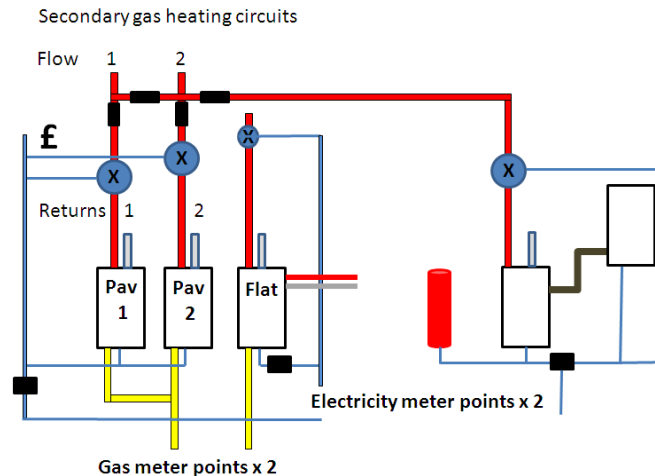 Secondary gas heating circuits
Flow 1 2
£
X X X X
Returns 1 2
Pav 1
Pav 2
Flat
Electricity meter points x 2
Gas meter points x 2